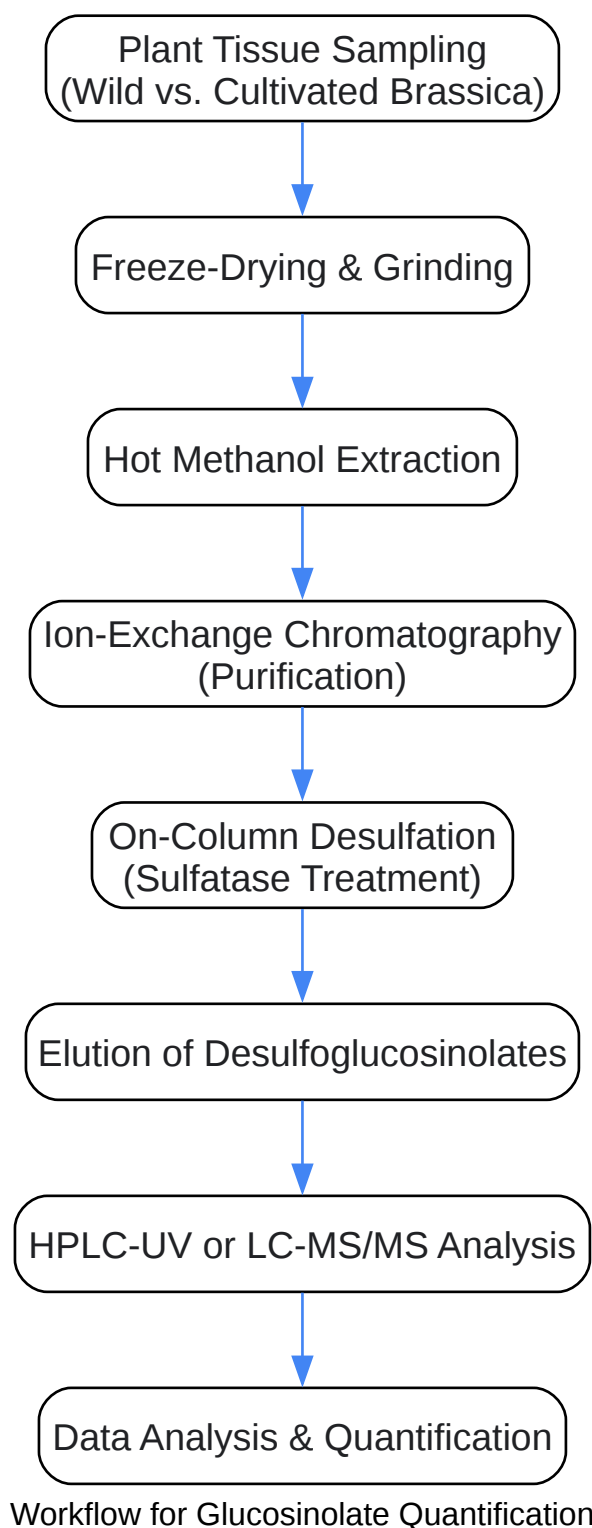 Plant Tissue Sampling
(Wild vs. Cultivated Brassica)
Freeze-Drying & Grinding
Hot Methanol Extraction
Ion-Exchange Chromatography
(Purification)
On-Column Desulfation
(Sulfatase Treatment)
Elution of Desulfoglucosinolates
HPLC-UV or LC-MS/MS Analysis
Data Analysis & Quantification
Workflow for Glucosinolate Quantification